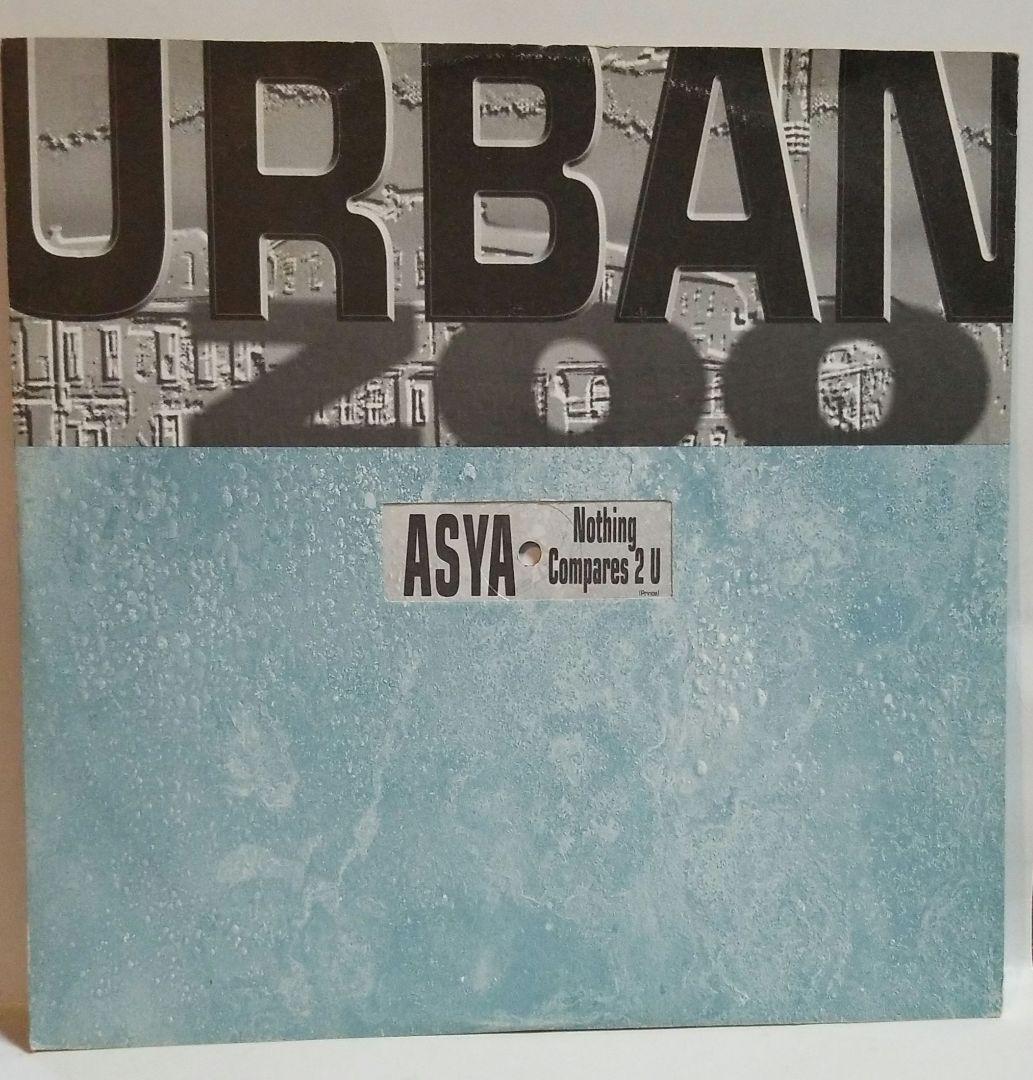 URBAN
ZOO
ASYA
Nothing
Compares 2 U
(Prince)